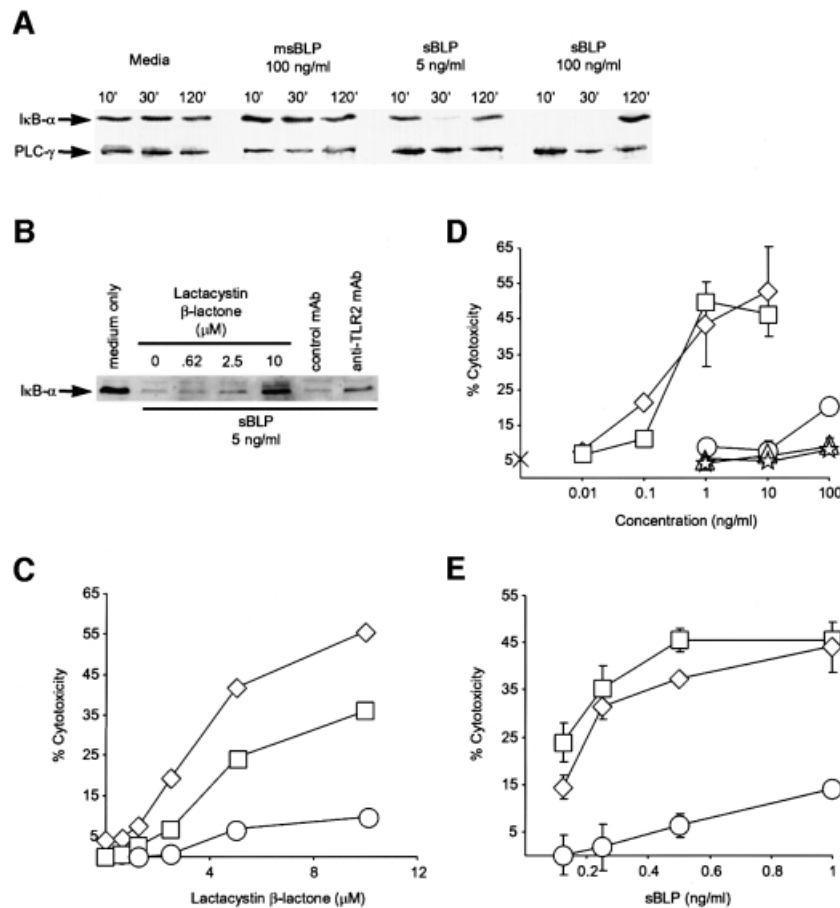 A
Media
msBLP
100 ng/ml
sBLP
5 ng/ml
sBLP
100 ng/ml
10' 30' 120' 10' 30' 120' 10' 30' 120' 10' 30' 120'
IκB-α
PLC-γ
B
medium only
Lactacystin
β-lactone
(μM)
0 .62 2.5 10
control mAb
anti-TLR2 mAb
IκB-α
sBLP
5 ng/ml
D
65
55
45
35
25
15
5
% Cytotoxicity
0.01 0.1 1 10 100
Concentration (ng/ml)
C
65
55
45
35
25
15
5
% Cytotoxicity
4 8 12
Lactacystin β-lactone (μM)
E
55
45
35
25
15
5
% Cytotoxicity
0.2 0.4 0.6 0.8 1
sBLP (ng/ml)